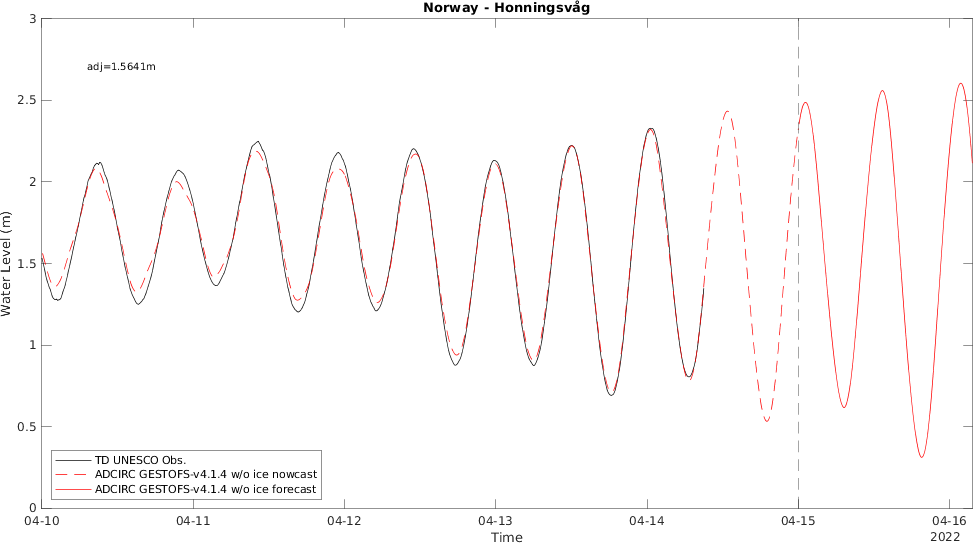 Norway - Honningsvåg
adj=1.5641m
Water Level (m)
3
2.5
2
1.5
1
0.5
0
TD UNESCO Obs.
ADCIRC GESTOFS-v4.1.4 w/o ice nowcast
ADCIRC GESTOFS-v4.1.4 w/o ice forecast
04-10 04-11 04-12 04-13 04-14 04-15 04-16
Time
2022